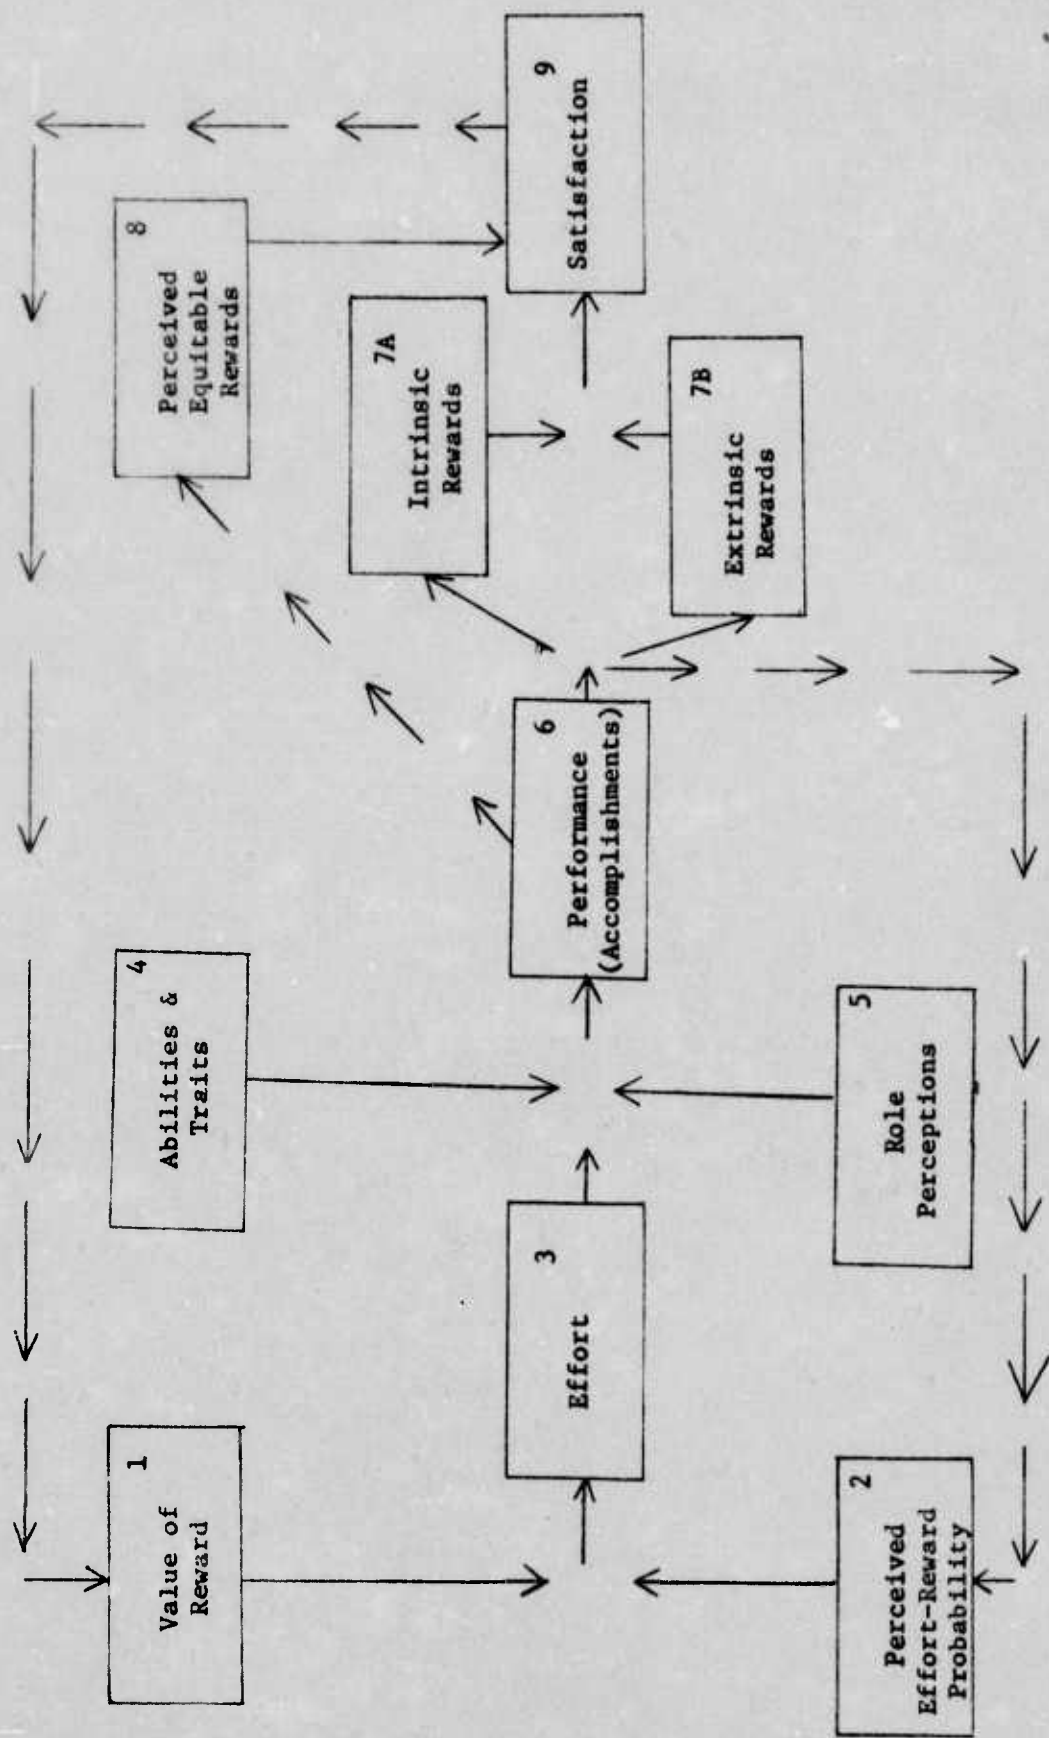 1
Value of
Reward
2
Perceived
Effort-Reward
Probability
3
Effort
4
Abilities &
Traits
5
Role
Perceptions
6
Performance
(Accomplishments)
7A
Intrinsic
Rewards
7B
Extrinsic
Rewards
8
Perceived
Equitable
Rewards
9
Satisfaction